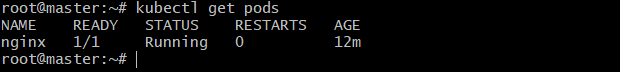 root@master:~# kubectl get pods
NAME    READY   STATUS    RESTARTS   AGE
nginx   1/1     Running   0          12m
root@master:~#